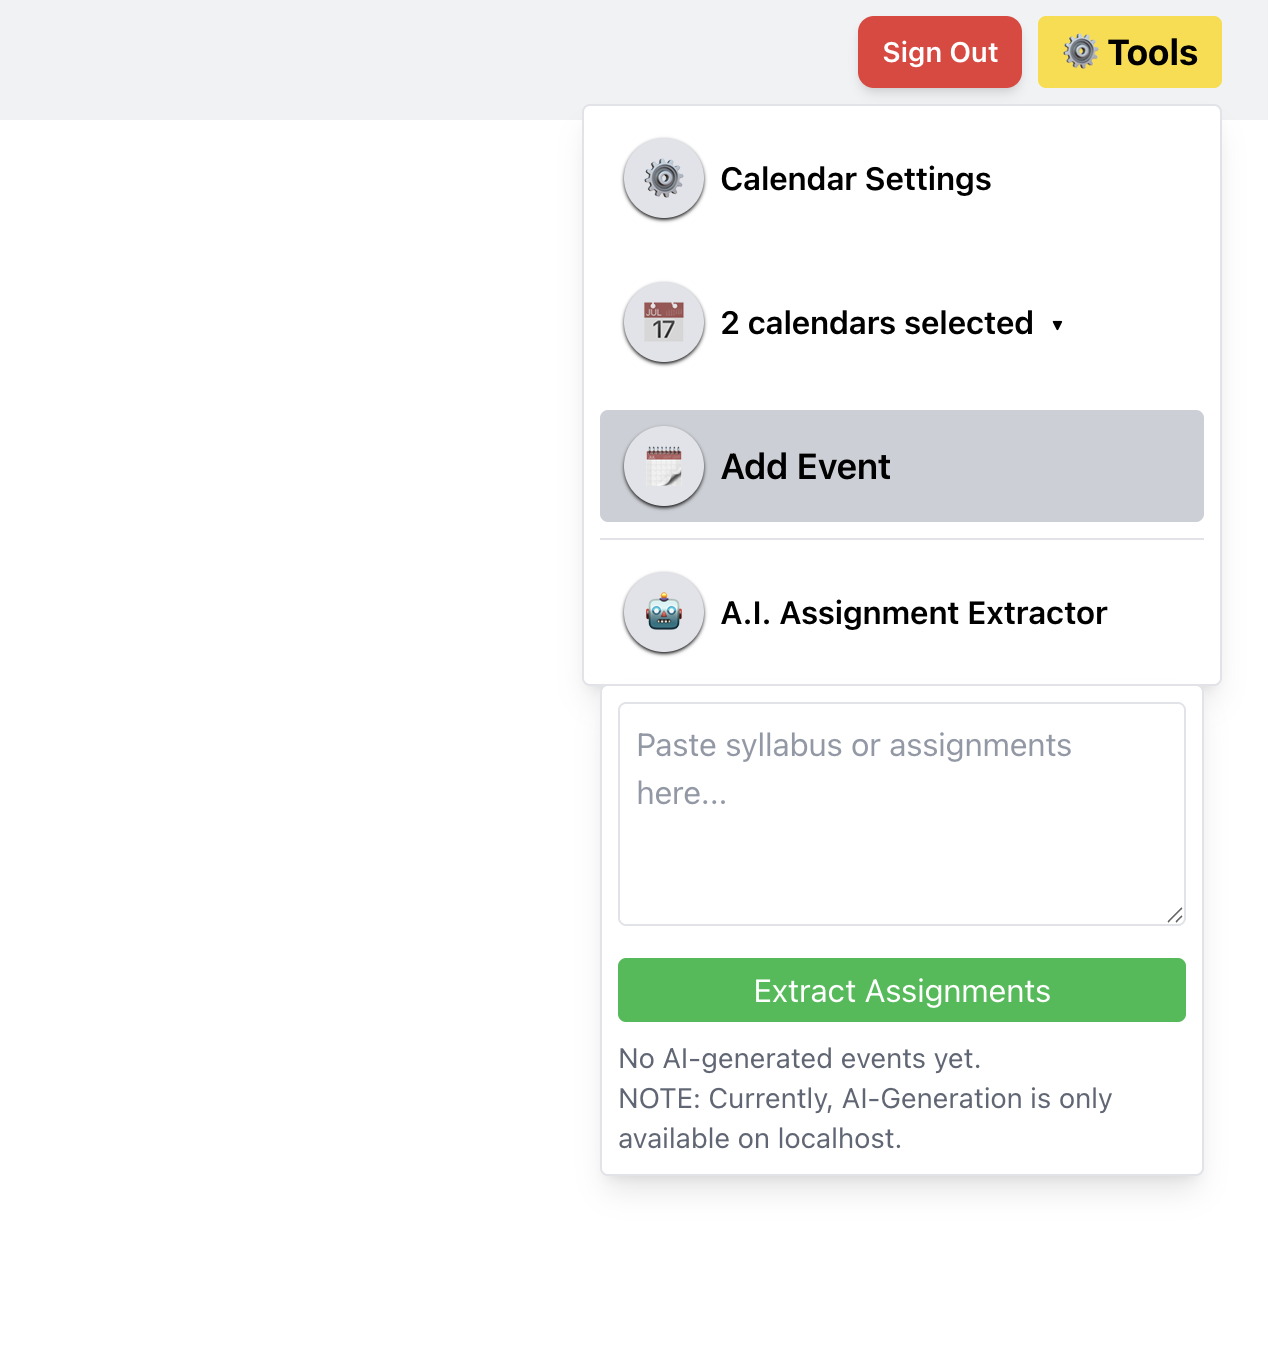 Sign Out
Tools
Calendar Settings
JUL
17
2 calendars selected ▼
Add Event
A.I. Assignment Extractor
Paste syllabus or assignments
here...
Extract Assignments
No AI-generated events yet.
NOTE: Currently, AI-Generation is only
available on localhost.